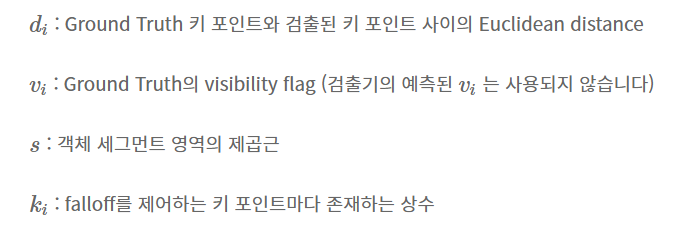 dᵢ : Ground Truth 키 포인트와 검출된 키 포인트 사이의 Euclidean distance
vᵢ : Ground Truth의 visibility flag (검출기의 예측된 vᵢ 는 사용되지 않습니다)
s : 객체 세그먼트 영역의 제곱근
kᵢ : falloff를 제어하는 키 포인트마다 존재하는 상수